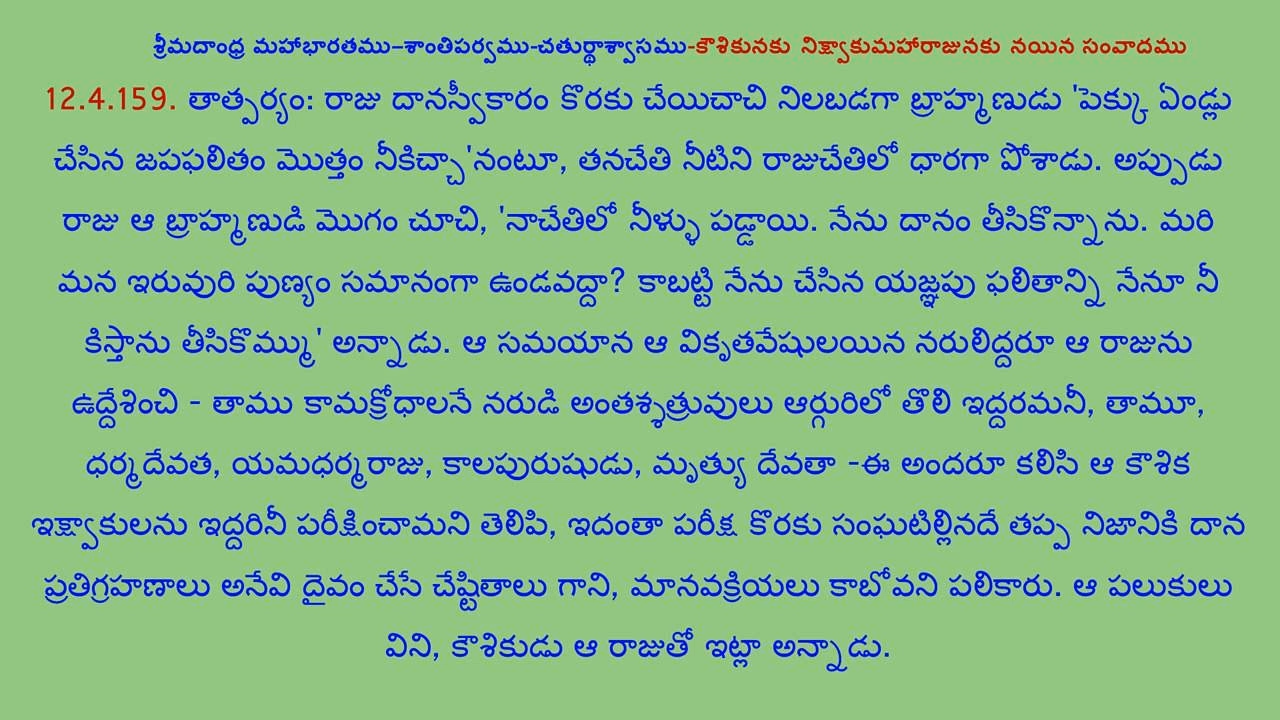 శ్రీమదాంధ్ర మహాభారతము–శాంతిపర్వము-చతుర్థాశ్వాసము-కౌశికునకు నిక్ష్వాకుమహారాజునకు నయిన సంవాదము
12.4.159. తాత్పర్యం: రాజు దానస్వీకారం కొరకు చేయిచాచి నిలబడగా బ్రాహ్మణుడు 'పెక్కు ఏండ్లు
చేసిన జపఫలితం మొత్తం నీకిచ్చా'నంటూ, తనచేతి నీటిని రాజుచేతిలో ధారగా పోశాడు. అప్పుడు
రాజు ఆ బ్రాహ్మణుడి మొగం చూచి, 'నాచేతిలో నీళ్ళు పడ్డాయి. నేను దానం తీసికొన్నాను. మరి
మన ఇరువురి పుణ్యం సమానంగా ఉండవద్దా? కాబట్టి నేను చేసిన యజ్ఞపు ఫలితాన్ని నేనూ నీ
కిస్తాను తీసికొమ్ము' అన్నాడు. ఆ సమయాన ఆ వికృతవేషులయిన నరులిద్దరూ ఆ రాజును
ఉద్దేశించి - తాము కామక్రోధాలనే నరుడి అంతశ్శత్రువులు ఆర్గురిలో తొలి ఇద్దరమనీ, తామూ,
ధర్మదేవత, యమధర్మరాజు, కాలపురుషుడు, మృత్యు దేవతా -ఈ అందరూ కలిసి ఆ కౌశిక
ఇక్ష్వాకులను ఇద్దరినీ పరీక్షించామని తెలిపి, ఇదంతా పరీక్ష కొరకు సంఘటిల్లినదే తప్ప నిజానికి దాన
ప్రతిగ్రహణాలు అనేవి దైవం చేసే చేష్టితాలు గాని, మానవక్రియలు కాబోవని పలికారు. ఆ పలుకులు
విని, కౌశికుడు ఆ రాజుతో ఇట్లా అన్నాడు.